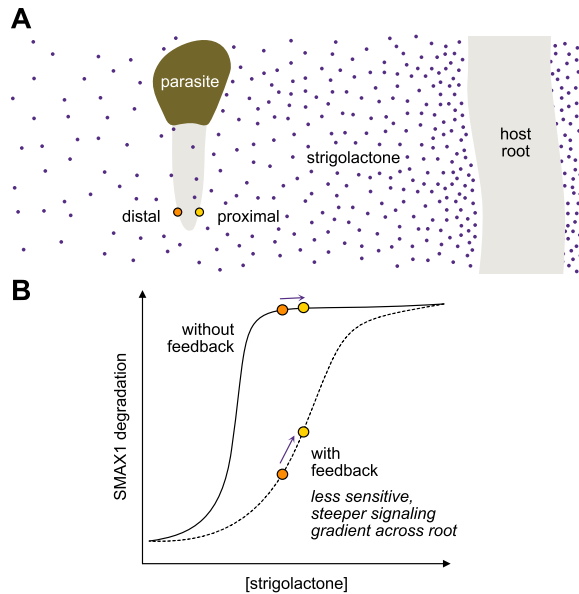 A
parasite
strigolactone
host
root
distal
proximal
B
without
feedback
SMAX1 degradation
with
feedback
less sensitive,
steeper signaling
gradient across root
[strigolactone]